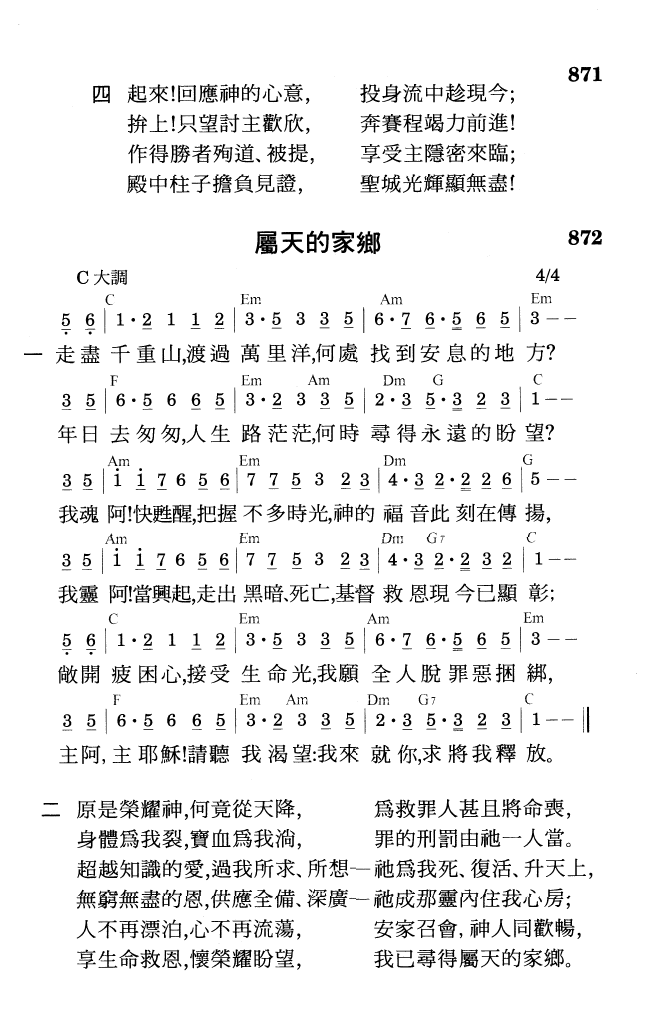 871
四 起來!回應神的心意, 投身流中趁現今;
拚上!只望討主歡欣, 奔賽程竭力前進!
作得勝者殉道、被提, 享受主隱密來臨;
殿中柱子擔負見證, 聖城光輝顯無盡!
屬天的家鄉 872
C 大調 4/4
C Em Am Em
5 6 | 1·2 1 1 2 | 3·5 3 3 5 | 6·7 6·5 6 5 | 3--
一 走盡 千重山,渡過 萬里洋,何處 找到安息的地 方?
F Em Am Dm G C
3 5 | 6·5 6 6 5 | 3·2 3 3 5 | 2·3 5·3 2 3 | 1--
年日 去匆匆,人生 路茫茫,何時 尋得永遠的盼 望?
Am Em Dm G
3 5 | 1 1 7 6 5 6 | 7 7 5 3 2 3 | 4·3 2·2 2 6 | 5--
我魂 阿!快甦醒,把握 不多時光,神的 福 音此 刻在傳 揚,
Am Em Dm G7 C
3 5 | 1 1 7 6 5 6 | 7 7 5 3 2 3 | 4·3 2·2 3 2 | 1--
我靈 阿!當興起,走出 黑暗、死亡,基督 救 恩現 今已顯 彰;
C Em Am Em
5 6 | 1·2 1 1 2 | 3·5 3 3 5 | 6·7 6·5 6 5 | 3--
敞開 疲困心,接受 生命光,我願 全人脫罪惡捆 綁,
F Em Am Dm G7 C
3 5 | 6·5 6 6 5 | 3·2 3 3 5 | 2·3 5·3 2 3 | 1--‖
主阿, 主 耶穌!請聽 我 渴望:我來 就 你,求 將我釋 放。
二 原是榮耀神,何竟從天降, 爲救罪人甚且將命喪,
身體爲我裂,寶血爲我淌, 罪的刑罰由祂一人當。
超越知識的愛,過我所求、所想一 祂爲我死、復活、升天上,
無窮無盡的恩,供應全備、深廣一 祂成那靈內住我心房;
人不再漂泊,心不再流蕩, 安家召會, 神人同歡暢,
享生命救恩,懷榮耀盼望, 我已尋得屬天的家鄉。